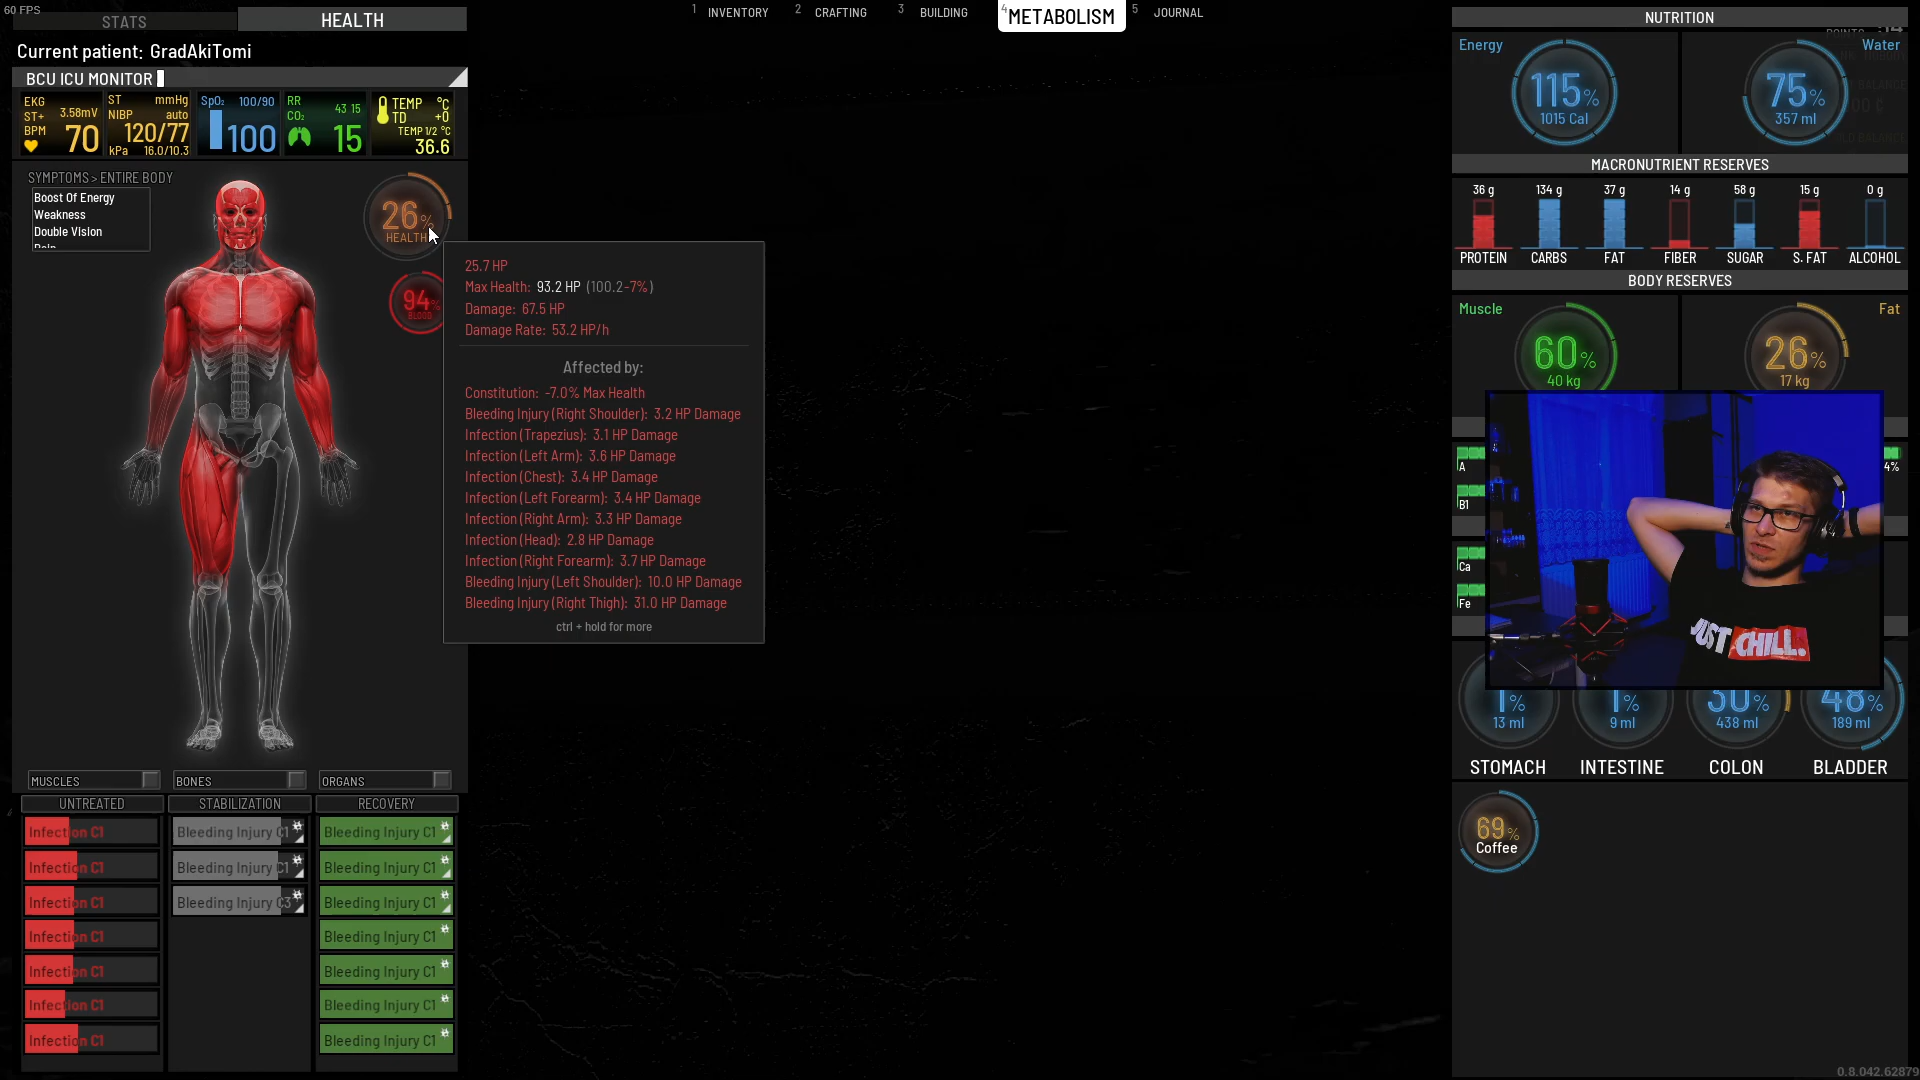 60 FPS
STATS
HEALTH
1 INVENTORY
2 CRAFTING
3 BUILDING
4 METABOLISM
5 JOURNAL
Current patient: GradAkiTomi
BCU ICU MONITOR
EKG
ST+
BPM
3.58mV
70
ST
mmHg
NIBP
auto
120/77
kPa 16.0/10.3
SpO₂
100/90
100
RR
CO₂
43 15
15
TEMP °C
TD +0
TEMP 1/2 °C
36.6
SYMPTOMS > ENTIRE BODY
Boost Of Energy
Weakness
Double Vision
Pain
26%
HEALTH
94%
BLOOD
25.7 HP
Max Health: 93.2 HP (100.2-7%)
Damage: 67.5 HP
Damage Rate: 53.2 HP/h
Affected by:
Constitution: -7.0% Max Health
Bleeding Injury (Right Shoulder): 3.2 HP Damage
Infection (Trapezius): 3.1 HP Damage
Infection (Left Arm): 3.6 HP Damage
Infection (Chest): 3.4 HP Damage
Infection (Left Forearm): 3.4 HP Damage
Infection (Right Arm): 3.3 HP Damage
Infection (Head): 2.8 HP Damage
Infection (Right Forearm): 3.7 HP Damage
Bleeding Injury (Left Shoulder): 10.0 HP Damage
Bleeding Injury (Right Thigh): 31.0 HP Damage
ctrl + hold for more
MUSCLES
BONES
ORGANS
UNTREATED
STABILIZATION
RECOVERY
Infection C1
Infection C1
Infection C1
Infection C1
Infection C1
Infection C1
Infection C1
Bleeding Injury C1
Bleeding Injury C1
Bleeding Injury C3
Bleeding Injury C1
Bleeding Injury C1
Bleeding Injury C1
Bleeding Injury C1
Bleeding Injury C1
Bleeding Injury C1
Bleeding Injury C1
NUTRITION
Energy
115%
1015 Cal
Water
75%
357 ml
MACRONUTRIENT RESERVES
36 g
134 g
37 g
14 g
58 g
15 g
0 g
PROTEIN
CARBS
FAT
FIBER
SUGAR
S. FAT
ALCOHOL
BODY RESERVES
Muscle
60%
40 kg
Fat
26%
17 kg
A
4%
B1
Ca
Fe
JUST CHILL.
1%
13 ml
1%
9 ml
30%
438 ml
48%
189 ml
STOMACH
INTESTINE
COLON
BLADDER
69%
Coffee
0.8.042.62879